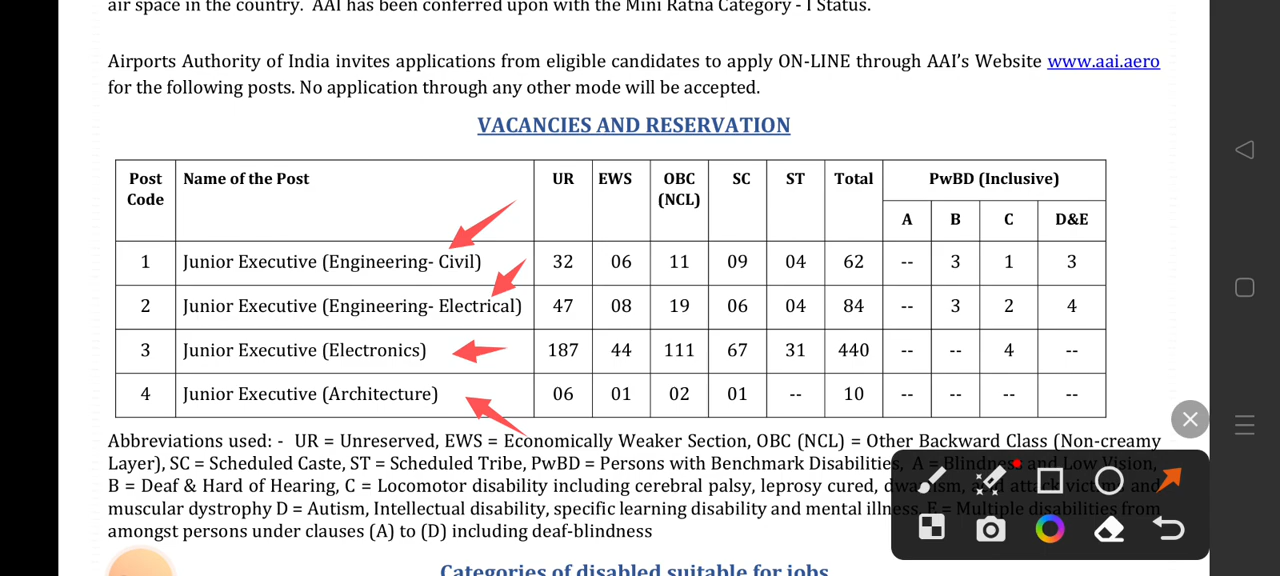 air space in the country. AAI has been conferred upon with the Mini Ratna Category - I Status.
Airports Authority of India invites applications from eligible candidates to apply ON-LINE through AAI's Website www.aai.aero
for the following posts. No application through any other mode will be accepted.
VACANCIES AND RESERVATION
Post Code Name of the Post UR EWS OBC (NCL) SC ST Total PwBD (Inclusive)
A B C D&E
1 Junior Executive (Engineering- Civil) 32 06 11 09 04 62 -- 3 1 3
2 Junior Executive (Engineering- Electrical) 47 08 19 06 04 84 -- 3 2 4
3 Junior Executive (Electronics) 187 44 111 67 31 440 -- -- 4 --
4 Junior Executive (Architecture) 06 01 02 01 -- 10 -- -- -- --
Abbreviations used: - UR = Unreserved, EWS = Economically Weaker Section, OBC (NCL) = Other Backward Class (Non-creamy
Layer), SC = Scheduled Caste, ST = Scheduled Tribe, PwBD = Persons with Benchmark Disabilities, A = Blindness and Low Vision,
B = Deaf & Hard of Hearing, C = Locomotor disability including cerebral palsy, leprosy cured, dwarfism, acid attack victims and
muscular dystrophy D = Autism, Intellectual disability, specific learning disability and mental illness, E = Multiple disabilities from
amongst persons under clauses (A) to (D) including deaf-blindness
Categories of disabled suitable for jobs